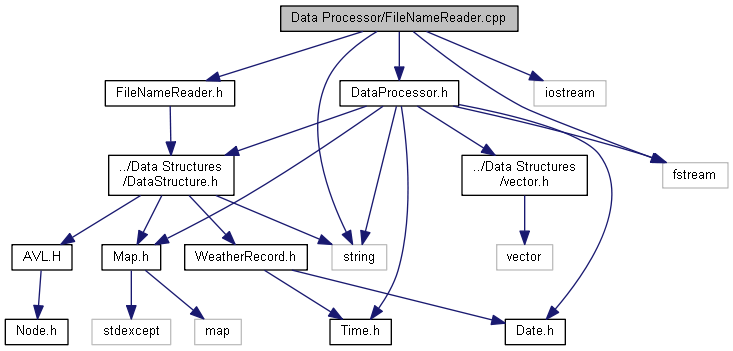 Data Processor/FileNameReader.cpp
FileNameReader.h
DataProcessor.h
iostream
../Data Structures
/DataStructure.h
../Data Structures
/vector.h
fstream
AVL.H
Map.h
WeatherRecord.h
string
vector
Node.h
stdexcept
map
Time.h
Date.h